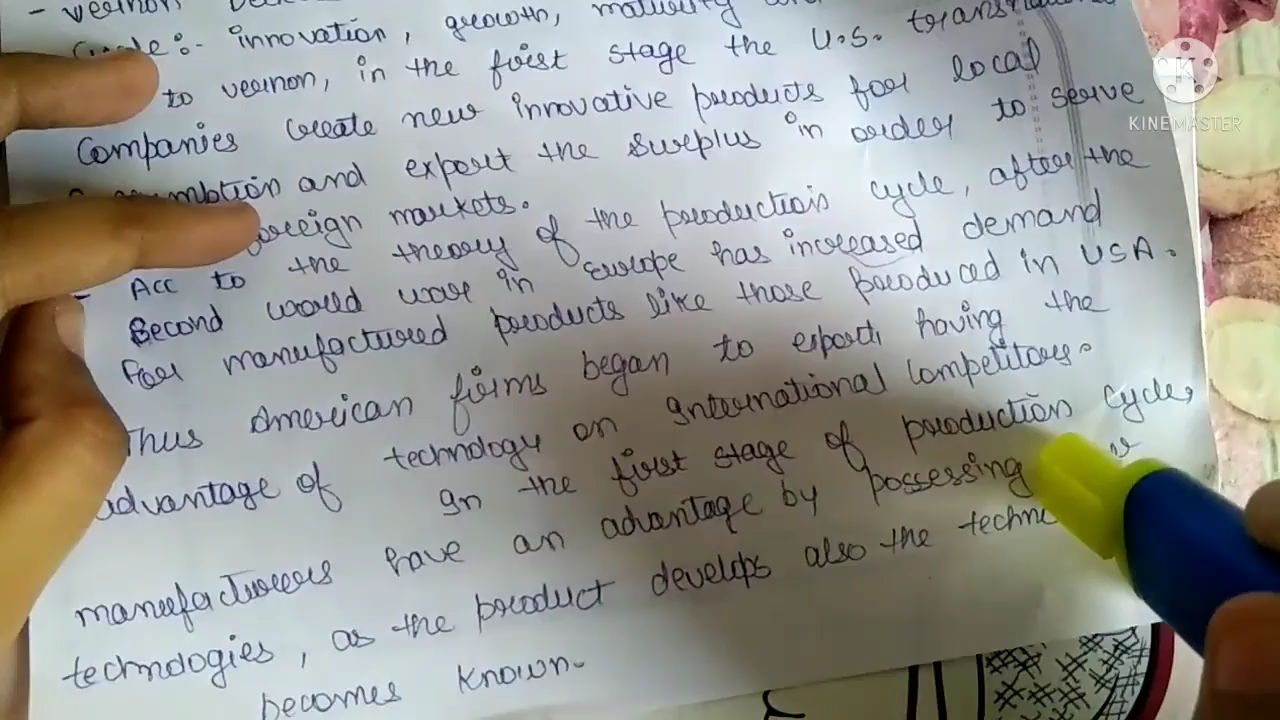 - vernon
Cycle :- innovation, growth, maturity
to vernon, in the first stage the U.S. transnational
Companies create new innovative products for local
and export the surplus in order to serve
foreign markets.
- Acc to the theory of the production cycle, after the
Second would war in Europe has increased demand
for manufactured products like those produced in USA.
Thus American firms began to export, having the
advantage of technology on International Competitors.
In the first stage of production cycle,
manufacturers have an advantage by possessing
technologies, as the product develops also the
becomes known.
KINEMASTER